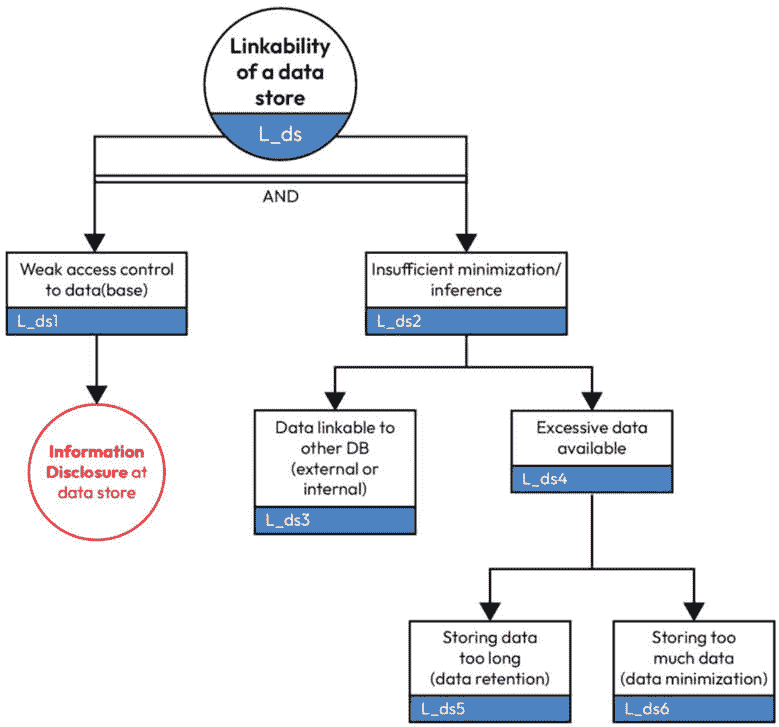 Linkability
of a data
store
L_ds
AND
Weak access control
to data(base)
L_ds1
Insufficient minimization/
inference
L_ds2
Information
Disclosure at
data store
Data linkable to
other DB
(external or
internal)
L_ds3
Excessive data
available
L_ds4
Storing data
too long
(data retention)
L_ds5
Storing too
much data
(data minimization)
L_ds6